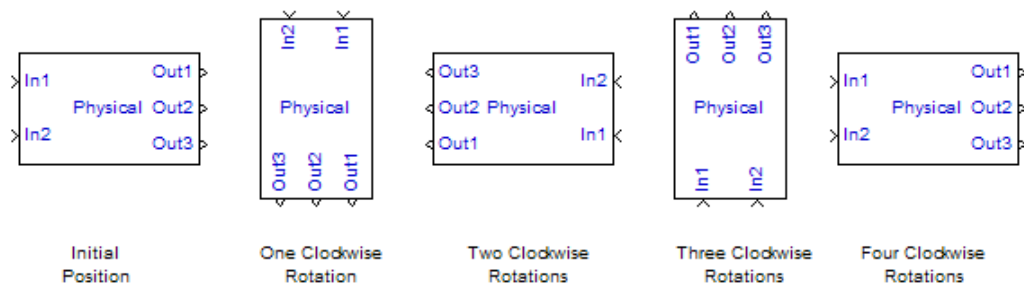 In1
In2
Physical
Out1
Out2
Out3
Initial
Position
In2
In1
Physical
Out3
Out2
Out1
One Clockwise
Rotation
Out3
Out2
Out1
Physical
In2
In1
Two Clockwise
Rotations
Out1
Out2
Out3
Physical
In1
In2
Three Clockwise
Rotations
In1
In2
Physical
Out1
Out2
Out3
Four Clockwise
Rotations